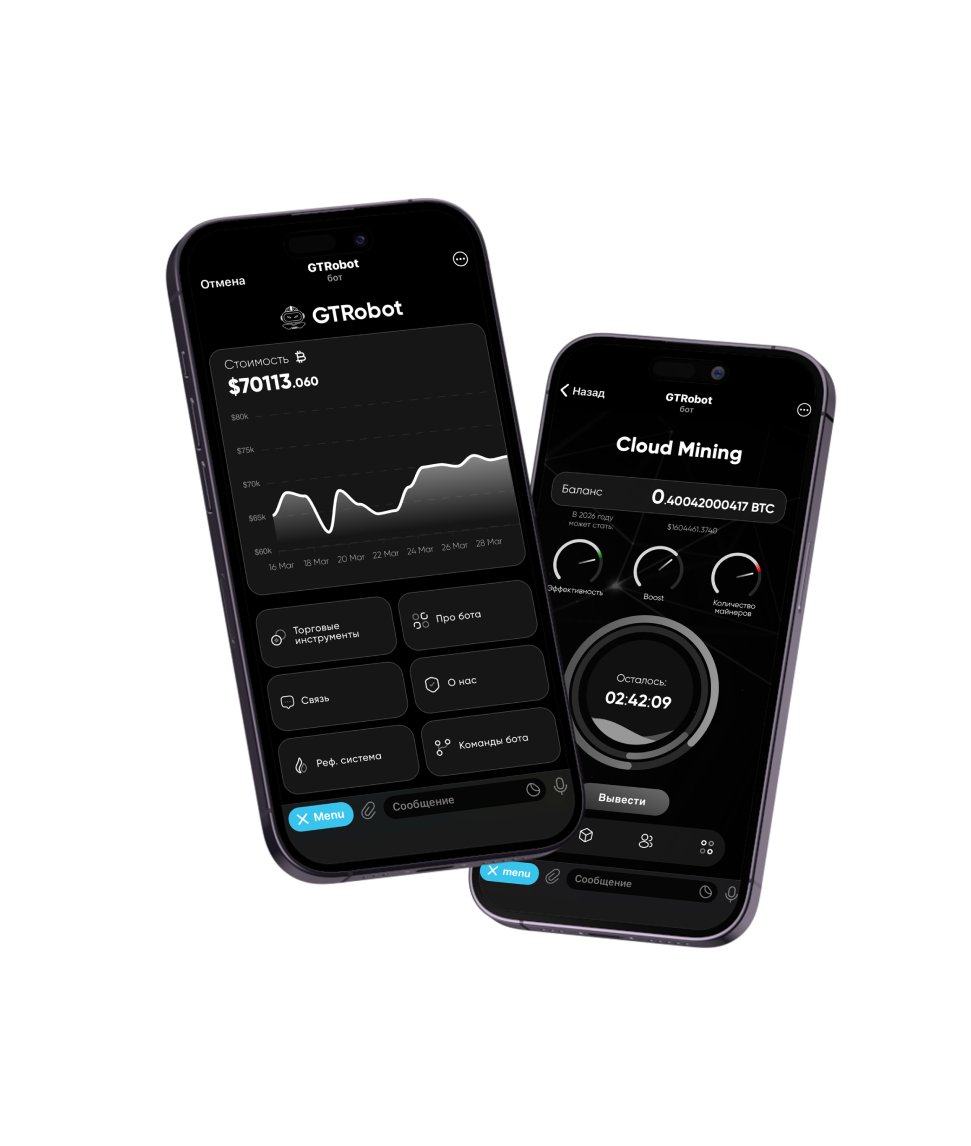 Отмена
GTRobot
бот
GTRobot
Стоимость
$70113.060
$80k
$75k
$70k
$65k
$60k
16 Mar 18 Mar 20 Mar 22 Mar 24 Mar 26 Mar 28 Mar
Торговые
инструменты
Про бота
Связь
О нас
Реф. система
Команды бота
Menu
Сообщение
Назад
GTRobot
бот
Cloud Mining
Баланс
0.40042000417 BTC
В 2026 году
может стать:
$1604461.3740
Эффективность
Boost
Количество
майнеров
Осталось:
02:42:09
Вывести
menu
Сообщение